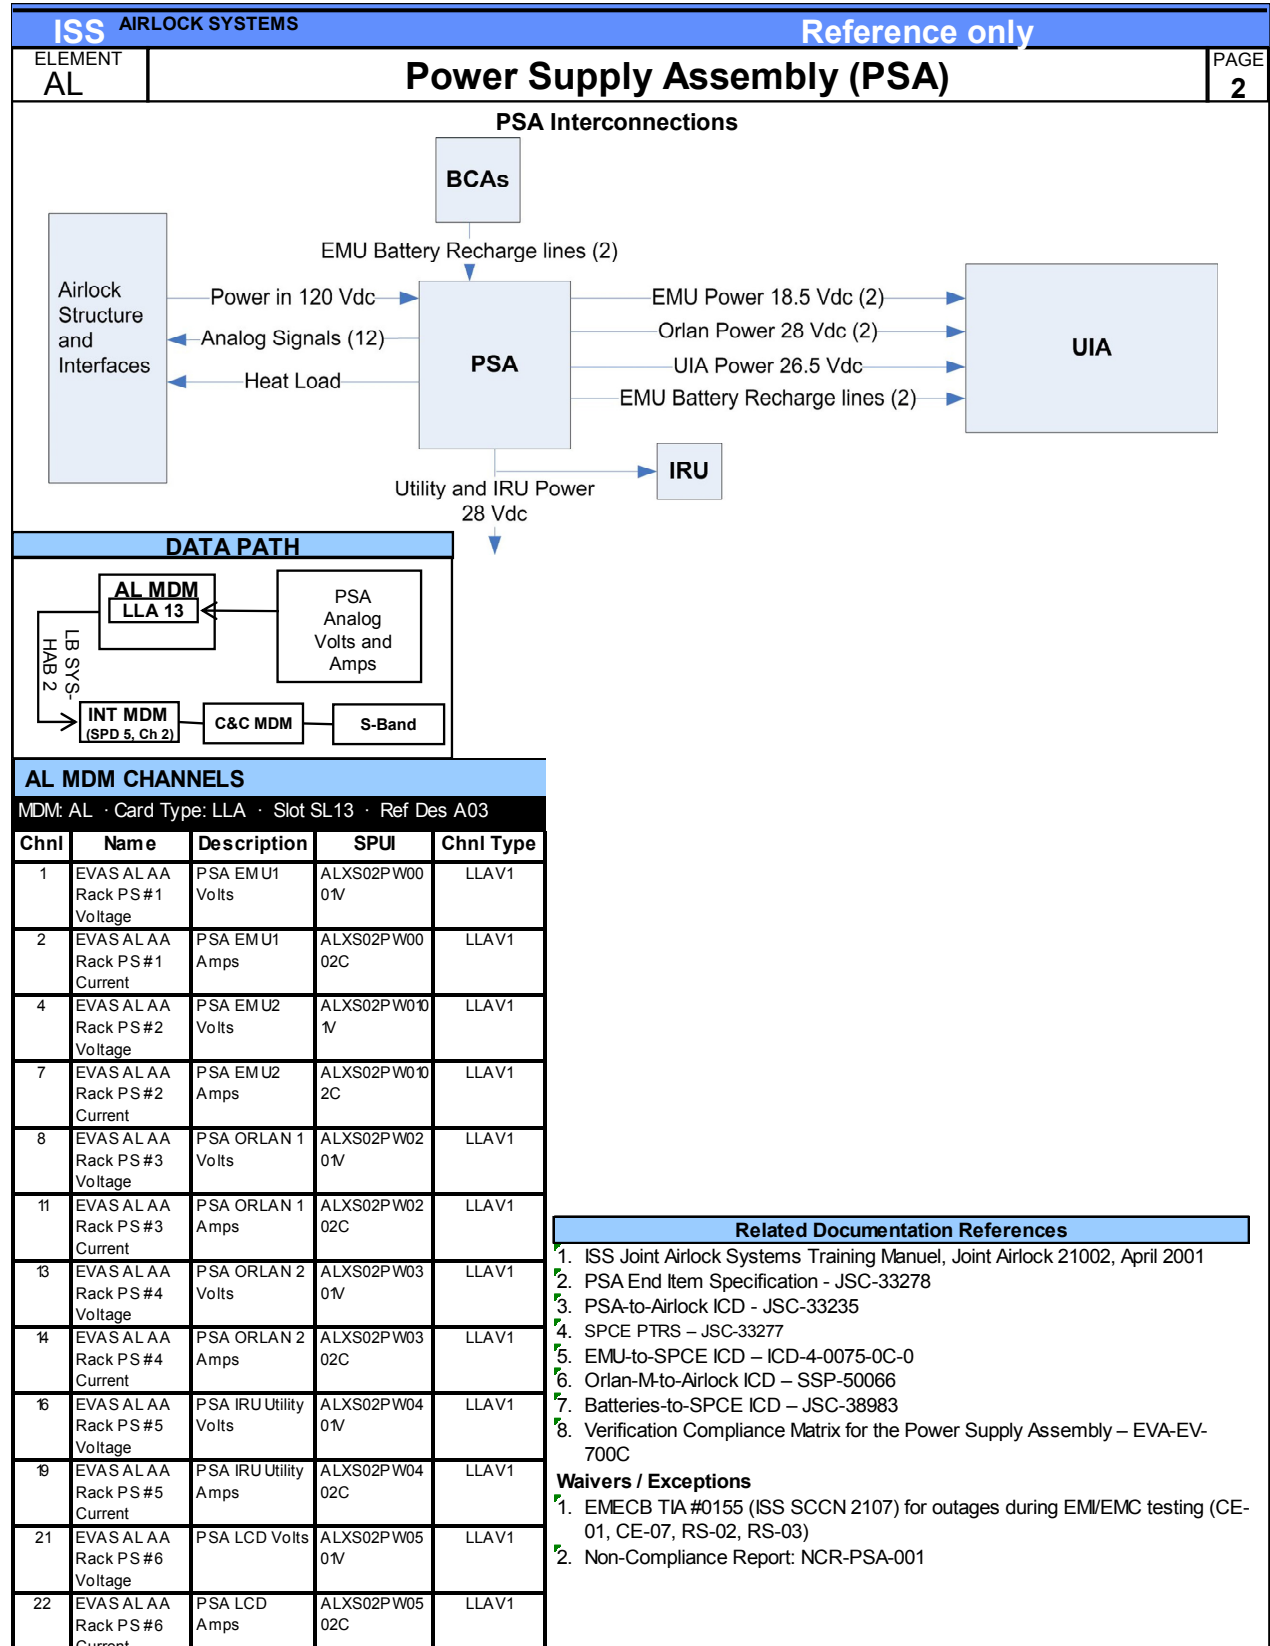 ISS AIRLOCK SYSTEMS Reference only
ELEMENT
AL
Power Supply Assembly (PSA)
PAGE
2
PSA Interconnections
BCAs
EMU Battery Recharge lines (2)
Airlock
Structure
and
Interfaces
Power in 120 Vdc
Analog Signals (12)
Heat Load
PSA
EMU Power 18.5 Vdc (2)
Orlan Power 28 Vdc (2)
UIA Power 26.5 Vdc
EMU Battery Recharge lines (2)
UIA
IRU
Utility and IRU Power
28 Vdc
DATA PATH
AL MDM
LLA 13
PSA
Analog
Volts and
Amps
LB SYS-
HAB 2
INT MDM
(SPD 5, Ch 2)
C&C MDM
S-Band
AL MDM CHANNELS
MDM: AL · Card Type: LLA · Slot SL13 · Ref Des A03
Chnl Name Description SPUI Chnl Type
1 EVAS AL AA PSA EMU1 ALXS02PW00 LLAV1
Rack PS#1 Volts 01V
Voltage
2 EVAS AL AA PSA EMU1 ALXS02PW00 LLAV1
Rack PS#1 Amps 02C
Current
4 EVAS AL AA PSA EMU2 ALXS02PW010 LLAV1
Rack PS#2 Volts 1V
Voltage
7 EVAS AL AA PSA EMU2 ALXS02PW010 LLAV1
Rack PS#2 Amps 2C
Current
8 EVAS AL AA PSA ORLAN 1 ALXS02PW02 LLAV1
Rack PS#3 Volts 01V
Voltage
11 EVAS AL AA PSA ORLAN 1 ALXS02PW02 LLAV1
Rack PS#3 Amps 02C
Current
13 EVAS AL AA PSA ORLAN 2 ALXS02PW03 LLAV1
Rack PS#4 Volts 01V
Voltage
14 EVAS AL AA PSA ORLAN 2 ALXS02PW03 LLAV1
Rack PS#4 Amps 02C
Current
16 EVAS AL AA PSA IRU Utility ALXS02PW04 LLAV1
Rack PS#5 Volts 01V
Voltage
19 EVAS AL AA PSA IRU Utility ALXS02PW04 LLAV1
Rack PS#5 Amps 02C
Current
21 EVAS AL AA PSA LCD Volts ALXS02PW05 LLAV1
Rack PS#6 01V
Voltage
22 EVAS AL AA PSA LCD ALXS02PW05 LLAV1
Rack PS#6 Amps 02C
Current
Related Documentation References
1. ISS Joint Airlock Systems Training Manuel, Joint Airlock 21002, April 2001
2. PSA End Item Specification - JSC-33278
3. PSA-to-Airlock ICD - JSC-33235
4. SPCE PTRS – JSC-33277
5. EMU-to-SPCE ICD – ICD-4-0075-0C-0
6. Orlan-M-to-Airlock ICD – SSP-50066
7. Batteries-to-SPCE ICD – JSC-38983
8. Verification Compliance Matrix for the Power Supply Assembly – EVA-EV-
700C
Waivers / Exceptions
1. EMECB TIA #0155 (ISS SCCN 2107) for outages during EMI/EMC testing (CE-
01, CE-07, RS-02, RS-03)
2. Non-Compliance Report: NCR-PSA-001